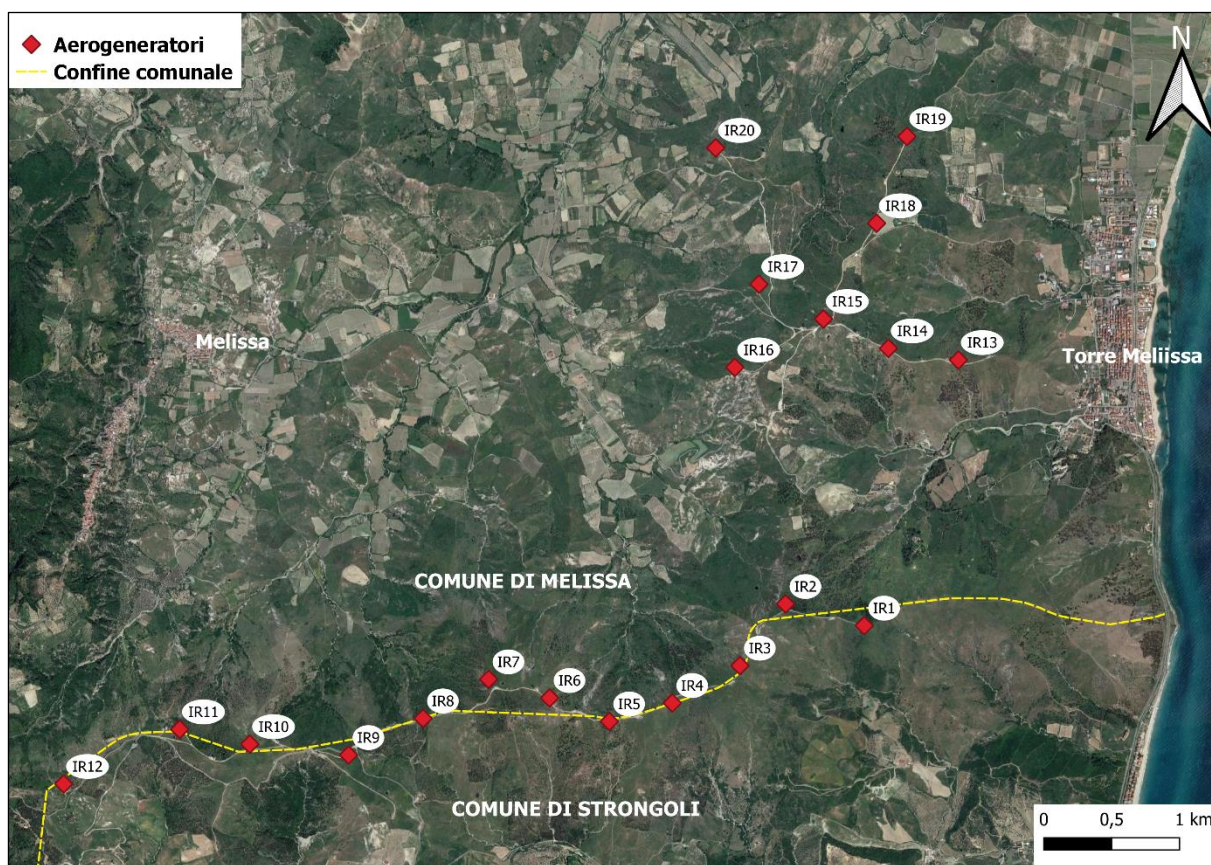 Aerogeneratori
Confine comunale
N
IR19
IR20
IR18
IR17
IR15
IR14
IR13
IR16
Melissa
Torre Meliissa
COMUNE DI MELISSA
IR2
IR1
IR3
IR7
IR6
IR4
IR8
IR5
IR11
IR10
IR9
IR12
COMUNE DI STRONGOLI
0 0,5 1 km